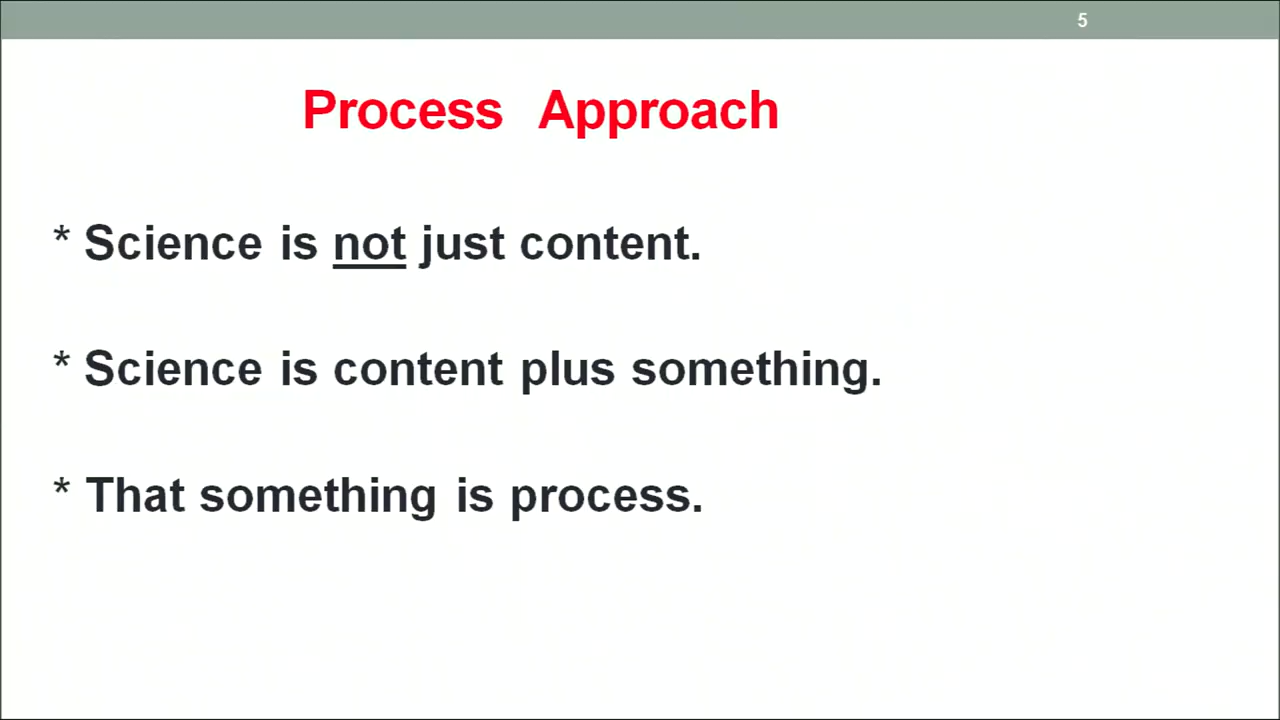 5
Process Approach
* Science is not just content.
* Science is content plus something.
* That something is process.